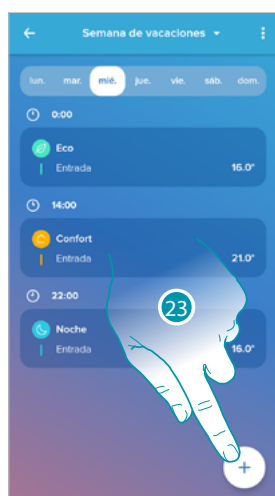 Semana de vacaciones
lun. mar. mié. jue. vie. sáb. dom.
0:00
Eco
Entrada 16.0°
14:00
Confort
Entrada 21.0°
22:00
Noche
Entrada 16.0°
23
+